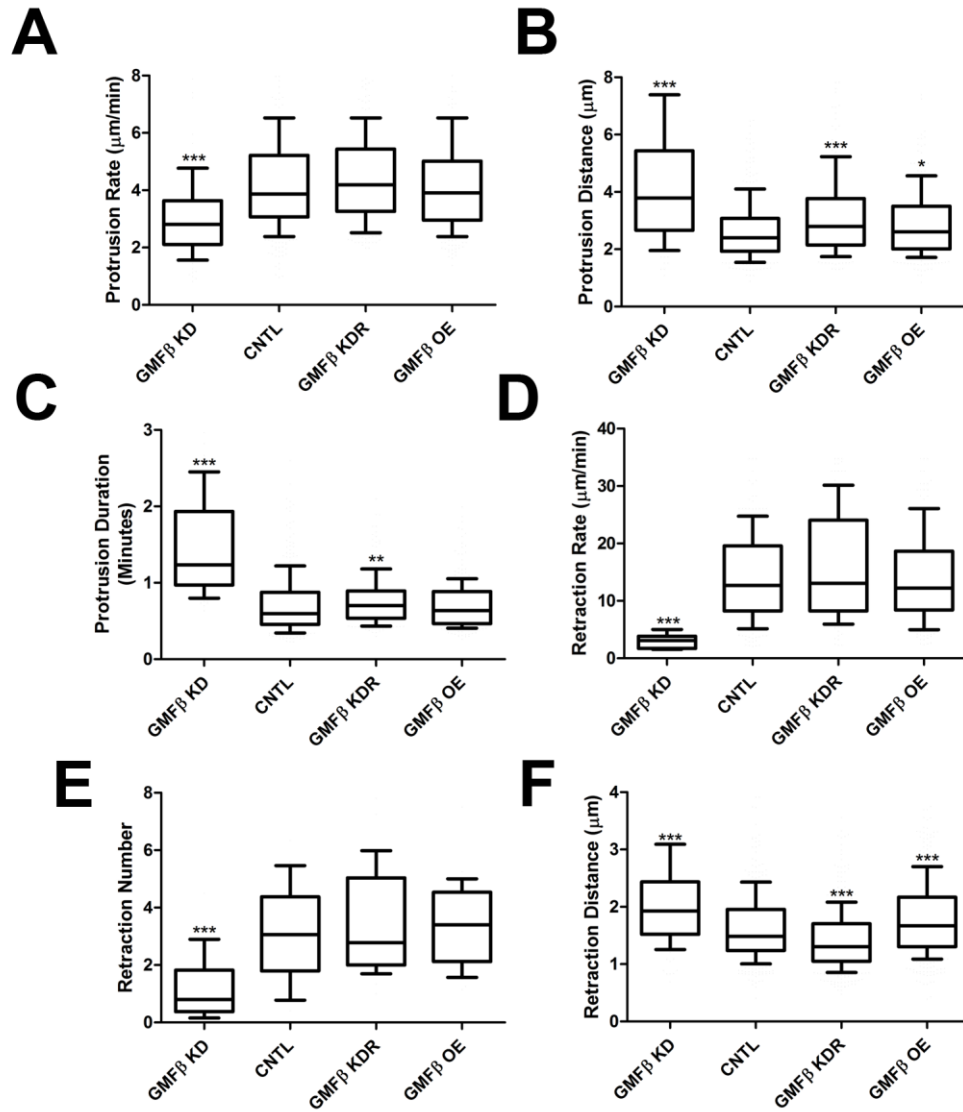 A
Protrusion Rate (μm/min)
8
6
4
2
0
***
GMFβ KD
CNTL
GMFβ KDR
GMFβ OE
B
Protrusion Distance (μm)
8
6
4
2
0
***
***
*
GMFβ KD
CNTL
GMFβ KDR
GMFβ OE
C
Protrusion Duration
(Minutes)
3
2
1
0
***
**
GMFβ KD
CNTL
GMFβ KDR
GMFβ OE
D
Retraction Rate (μm/min)
40
30
20
10
0
***
GMFβ KD
CNTL
GMFβ KDR
GMFβ OE
E
Retraction Number
8
6
4
2
0
***
GMFβ KD
CNTL
GMFβ KDR
GMFβ OE
F
Retraction Distance (μm)
4
3
2
1
0
***
***
***
GMFβ KD
CNTL
GMFβ KDR
GMFβ OE